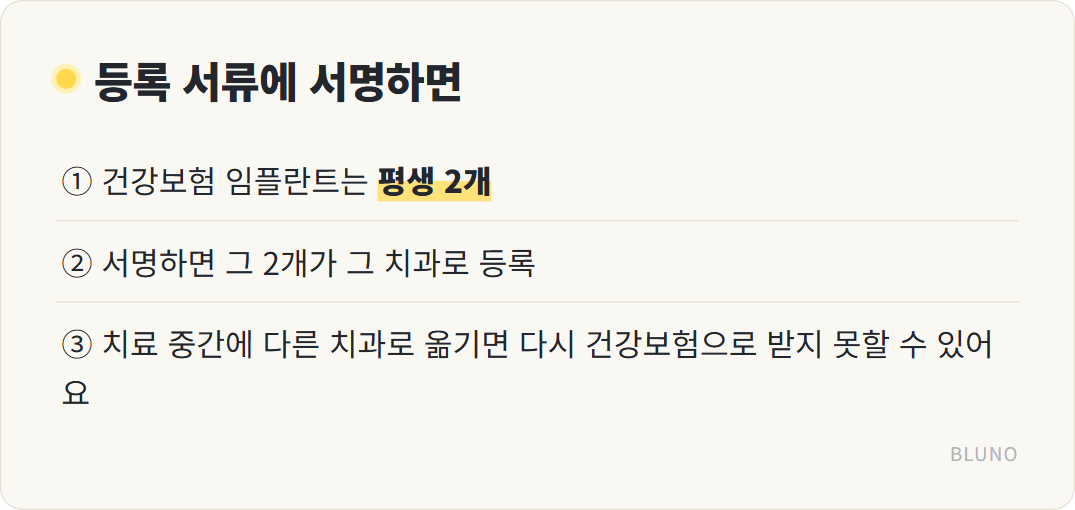 등록 서류에 서명하면
① 건강보험 임플란트는 평생 2개
② 서명하면 그 2개가 그 치과로 등록
③ 치료 중간에 다른 치과로 옮기면 다시 건강보험으로 받지 못할 수 있어
요
BLUNO